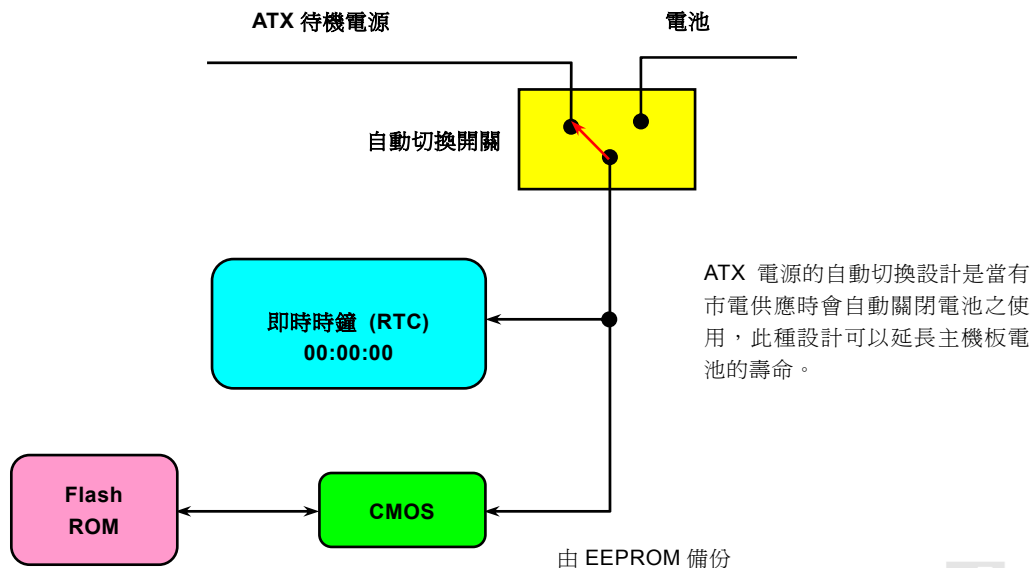 ATX 待機電源
電池
自動切換開關
ATX 電源的自動切換設計是當有
市電供應時會自動關閉電池之使
用，此種設計可以延長主機板電
池的壽命。
即時時鐘 (RTC)
00:00:00
Flash
ROM
CMOS
由 EEPROM 備份